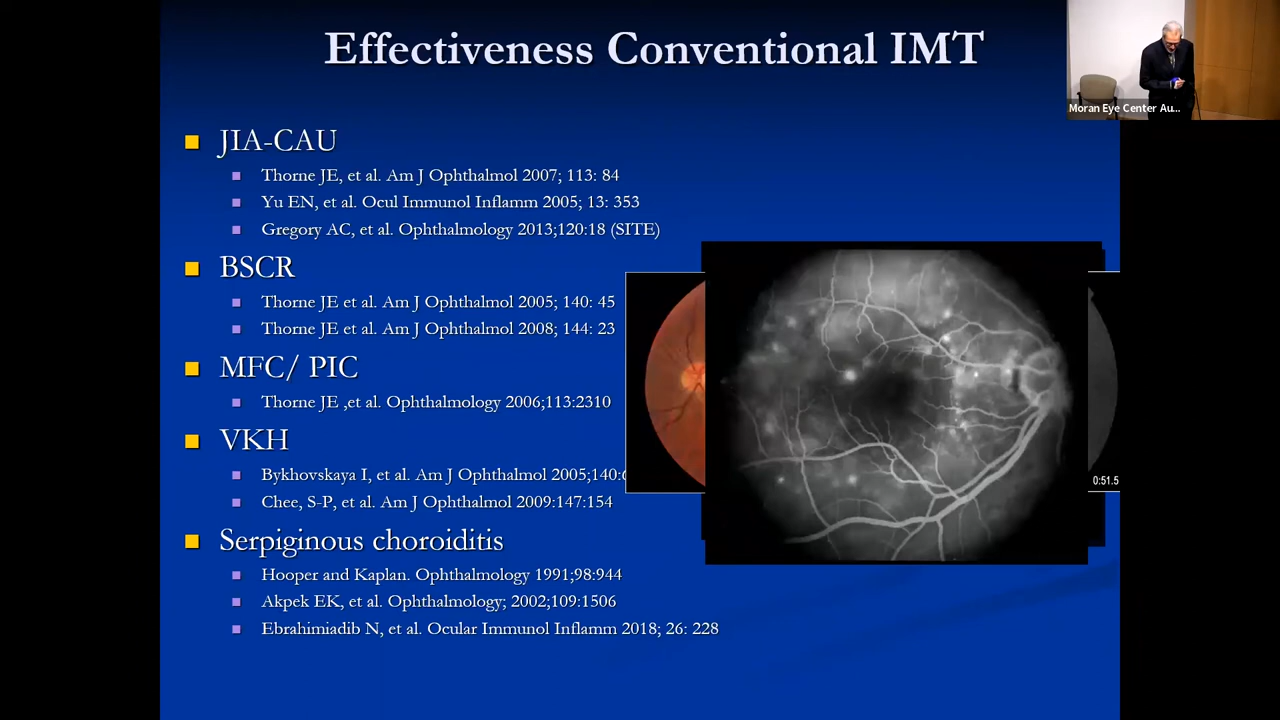 Effectiveness Conventional IMT
Moran Eye Center Au...
JIA-CAU
Thorne JE, et al. Am J Ophthalmol 2007; 113: 84
Yu EN, et al. Ocul Immunol Inflamm 2005; 13: 353
Gregory AC, et al. Ophthalmology 2013;120:18 (SITE)
BSCR
Thorne JE et al. Am J Ophthalmol 2005; 140: 45
Thorne JE et al. Am J Ophthalmol 2008; 144: 23
MFC/ PIC
Thorne JE ,et al. Ophthalmology 2006;113:2310
VKH
Bykhovskaya I, et al. Am J Ophthalmol 2005;140:
0:51.5
Chee, S-P, et al. Am J Ophthalmol 2009:147:154
Serpiginous choroiditis
Hooper and Kaplan. Ophthalmology 1991;98:944
Akpek EK, et al. Ophthalmology; 2002;109:1506
Ebrahimiadib N, et al. Ocular Immunol Inflamm 2018; 26: 228